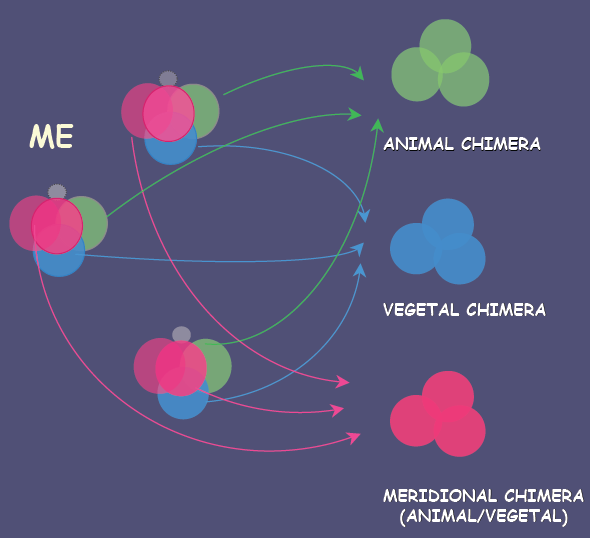 ME
ANIMAL CHIMERA
VEGETAL CHIMERA
MERIDIONAL CHIMERA
(ANIMAL/VEGETAL)